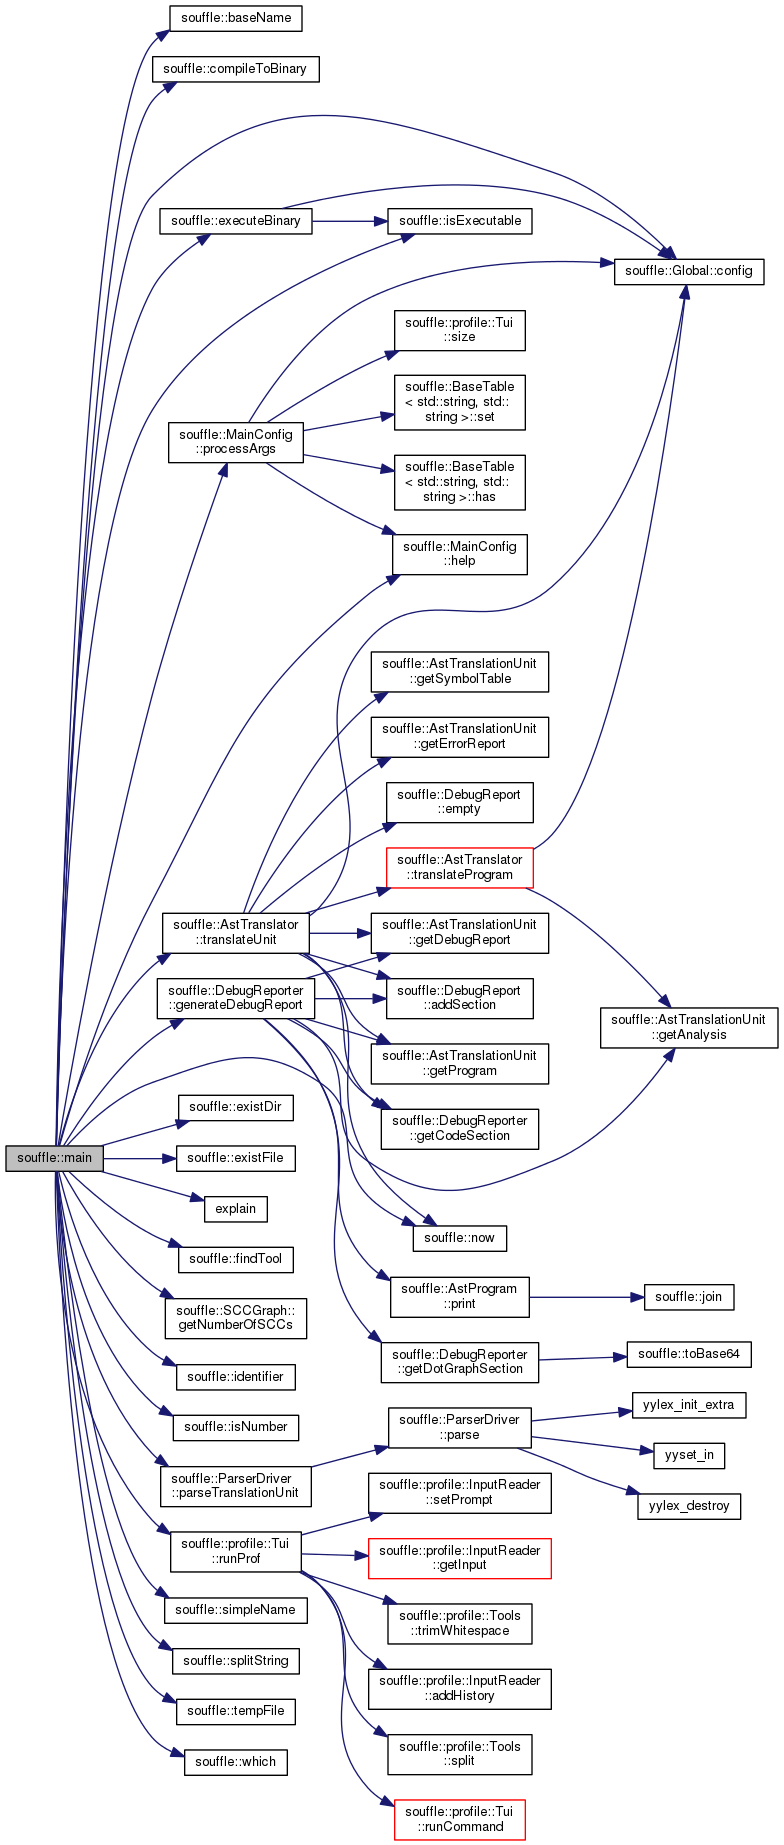 souffle::baseName
souffle::compileToBinary
souffle::executeBinary
souffle::isExecutable
souffle::Global::config
souffle::profile::Tui
::size
souffle::BaseTable
< std::string, std::
string >::set
souffle::MainConfig
::processArgs
souffle::BaseTable
< std::string, std::
string >::has
souffle::MainConfig
::help
souffle::AstTranslationUnit
::getSymbolTable
souffle::AstTranslationUnit
::getErrorReport
souffle::DebugReport
::empty
souffle::AstTranslator
::translateProgram
souffle::AstTranslator
::translateUnit
souffle::AstTranslationUnit
::getDebugReport
souffle::DebugReporter
::generateDebugReport
souffle::DebugReport
::addSection
souffle::AstTranslationUnit
::getAnalysis
souffle::AstTranslationUnit
::getProgram
souffle::existDir
souffle::DebugReporter
::getCodeSection
souffle::main
souffle::existFile
explain
souffle::now
souffle::findTool
souffle::AstProgram
::print
souffle::join
souffle::SCCGraph::
getNumberOfSCCs
souffle::DebugReporter
::getDotGraphSection
souffle::toBase64
souffle::identifier
souffle::isNumber
souffle::ParserDriver
::parse
yylex_init_extra
yyset_in
souffle::ParserDriver
::parseTranslationUnit
souffle::profile::InputReader
::setPrompt
yylex_destroy
souffle::profile::Tui
::runProf
souffle::profile::InputReader
::getInput
souffle::simpleName
souffle::profile::Tools
::trimWhitespace
souffle::splitString
souffle::profile::InputReader
::addHistory
souffle::tempFile
souffle::profile::Tools
::split
souffle::which
souffle::profile::Tui
::runCommand